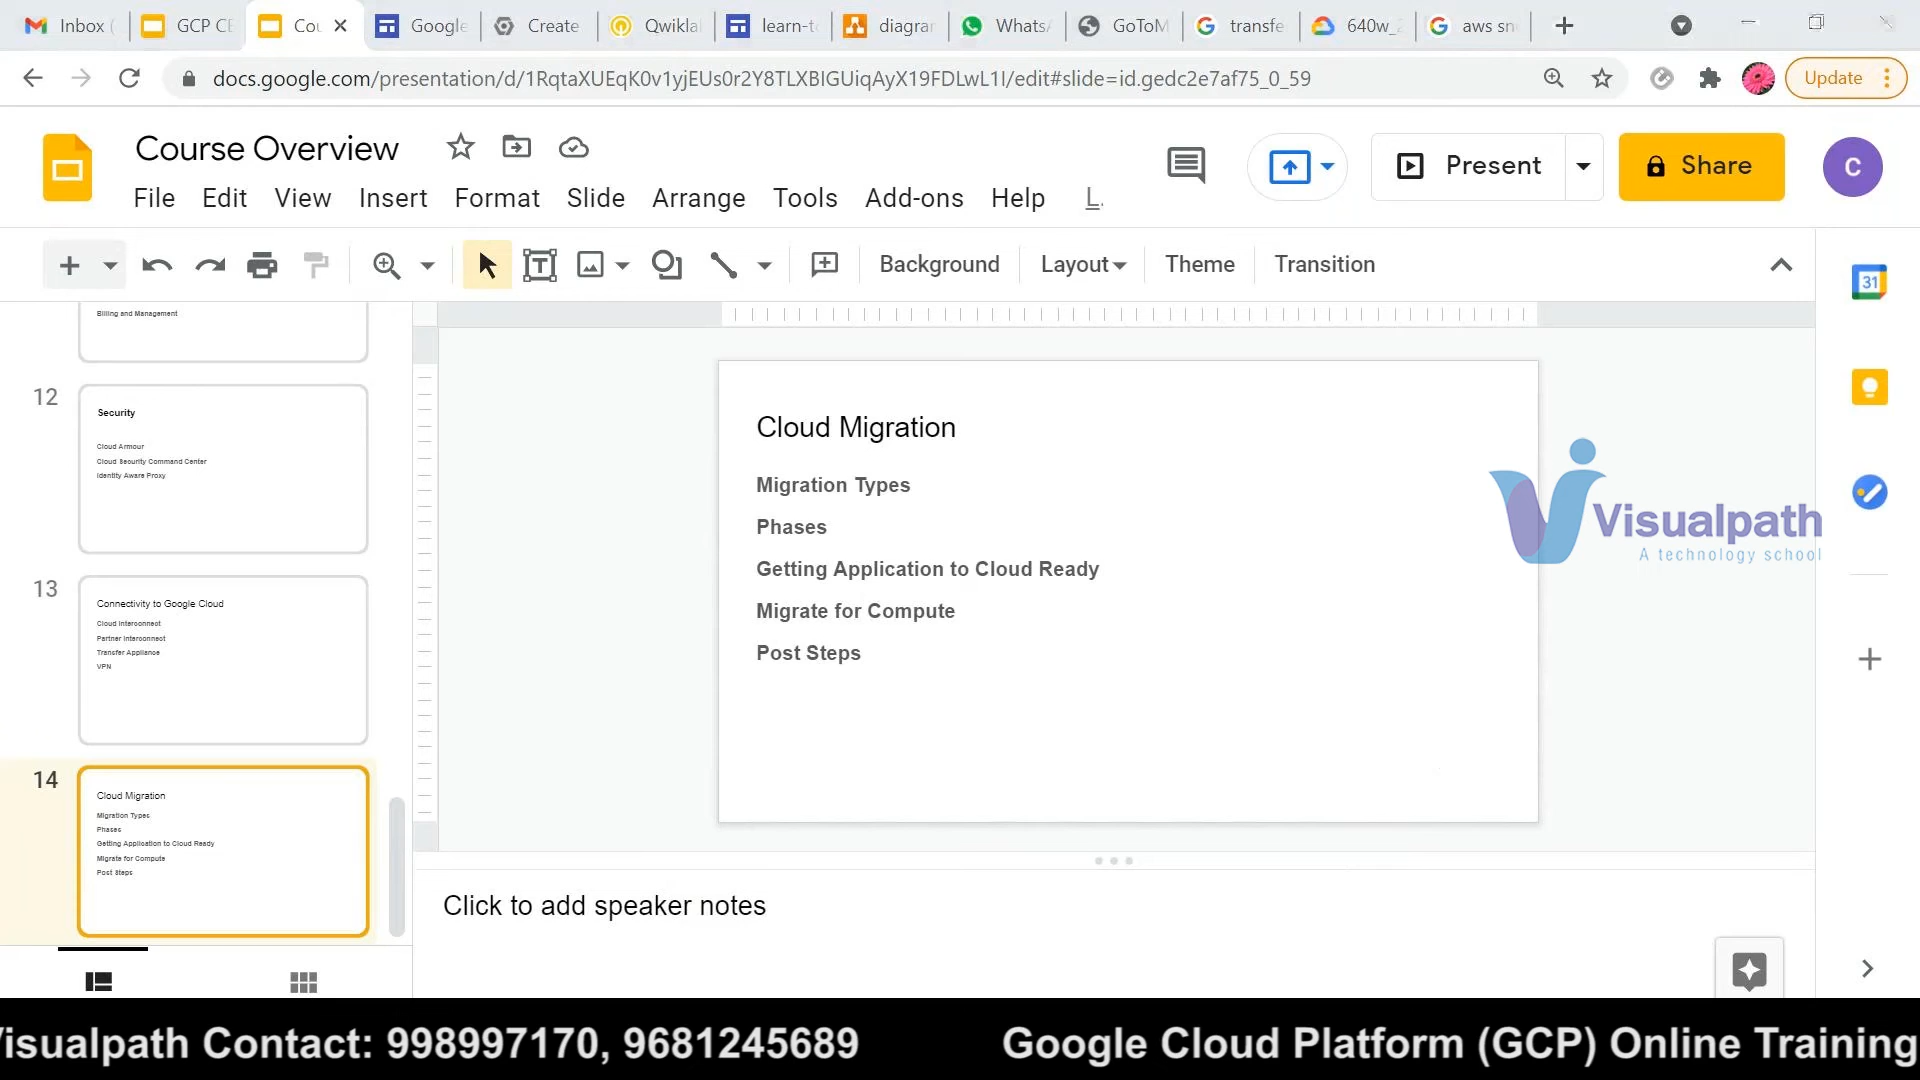 Inbox (
GCP CE
Cou
Google
Create
Qwikla
learn-to
diagran
WhatsA
GoToM
transfe
640w_2
aws sn
docs.google.com/presentation/d/1RqtaXUEqK0v1yjEUs0r2Y8TLXBIGUiqAyX19FDLwL1I/edit#slide=id.gedc2e7af75_0_59
Update
Course Overview
Present
Share
C
File Edit View Insert Format Slide Arrange Tools Add-ons Help L.
Background Layout Theme Transition
31
Billing and Management
12
Security
Cloud Armour
Cloud Security Command Center
Identity Aware Proxy
13
Connectivity to Google Cloud
Cloud Interconnect
Partner Interconnect
Transfer Appliance
VPN
14
Cloud Migration
Migration Types
Phases
Getting Application to Cloud Ready
Migrate for Compute
Post Steps
Cloud Migration
Migration Types
Phases
Getting Application to Cloud Ready
Migrate for Compute
Post Steps
Visualpath
A technology school
Click to add speaker notes
isualpath Contact: 998997170, 9681245689
Google Cloud Platform (GCP) Online Training